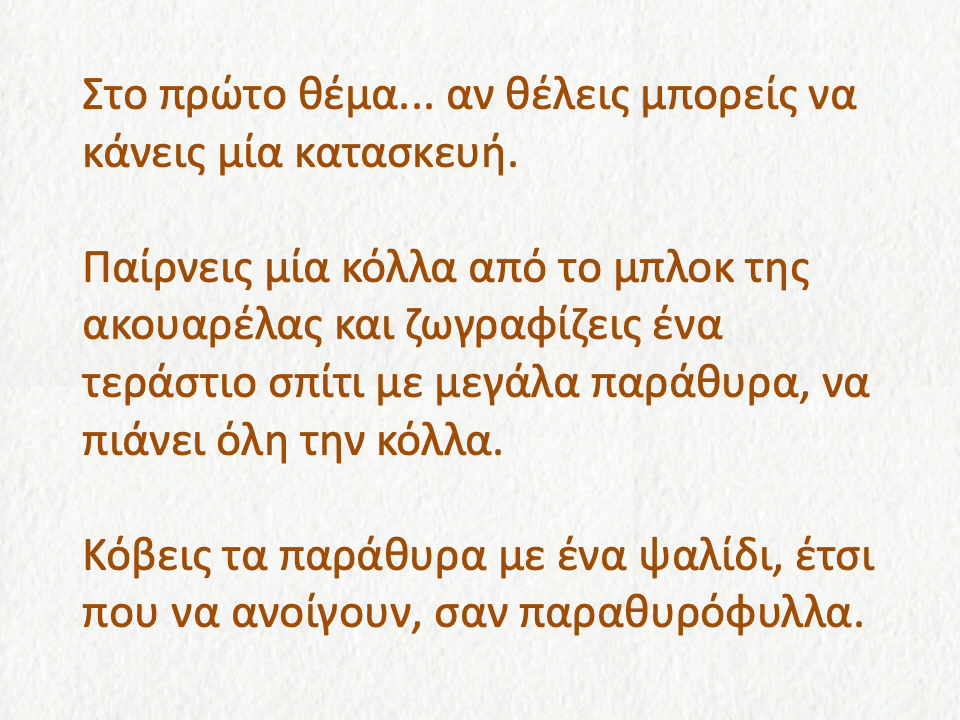 Στο πρώτο θέμα... αν θέλεις μπορείς να
κάνεις μία κατασκευή.
Παίρνεις μία κόλλα από το μπλοκ της
ακουαρέλας και ζωγραφίζεις ένα
τεράστιο σπίτι με μεγάλα παράθυρα, να
πιάνει όλη την κόλλα.
Κόβεις τα παράθυρα με ένα ψαλίδι, έτσι
που να ανοίγουν, σαν παραθυρόφυλλα.